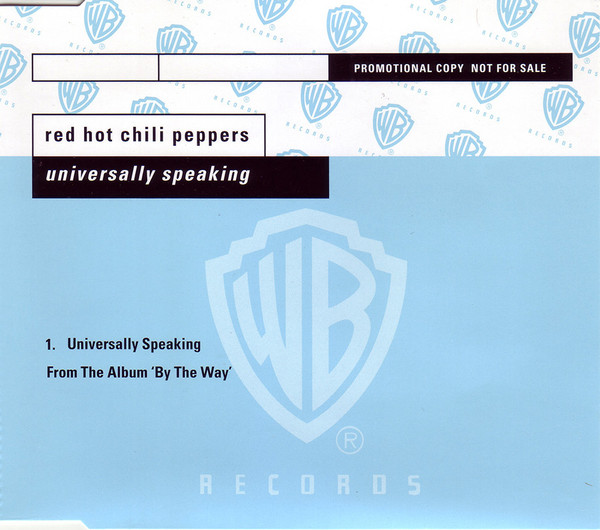 PROMOTIONAL COPY NOT FOR SALE
red hot chili peppers
universally speaking
1. Universally Speaking
From The Album ‘By The Way’
WB
®
RECORDS